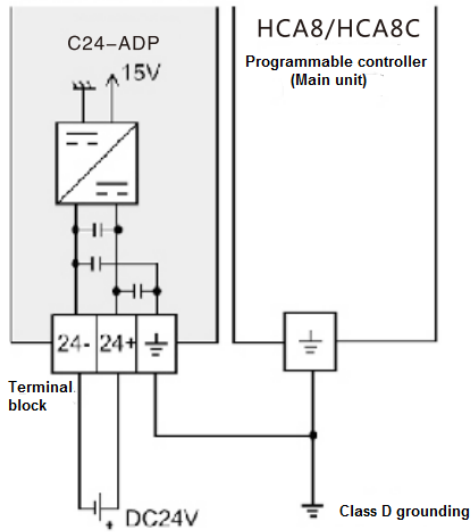 C24-ADP
15V
24- 24+
Terminal
block
DC24V
HCA8/HCA8C
Programmable controller
(Main unit)
Class D grounding